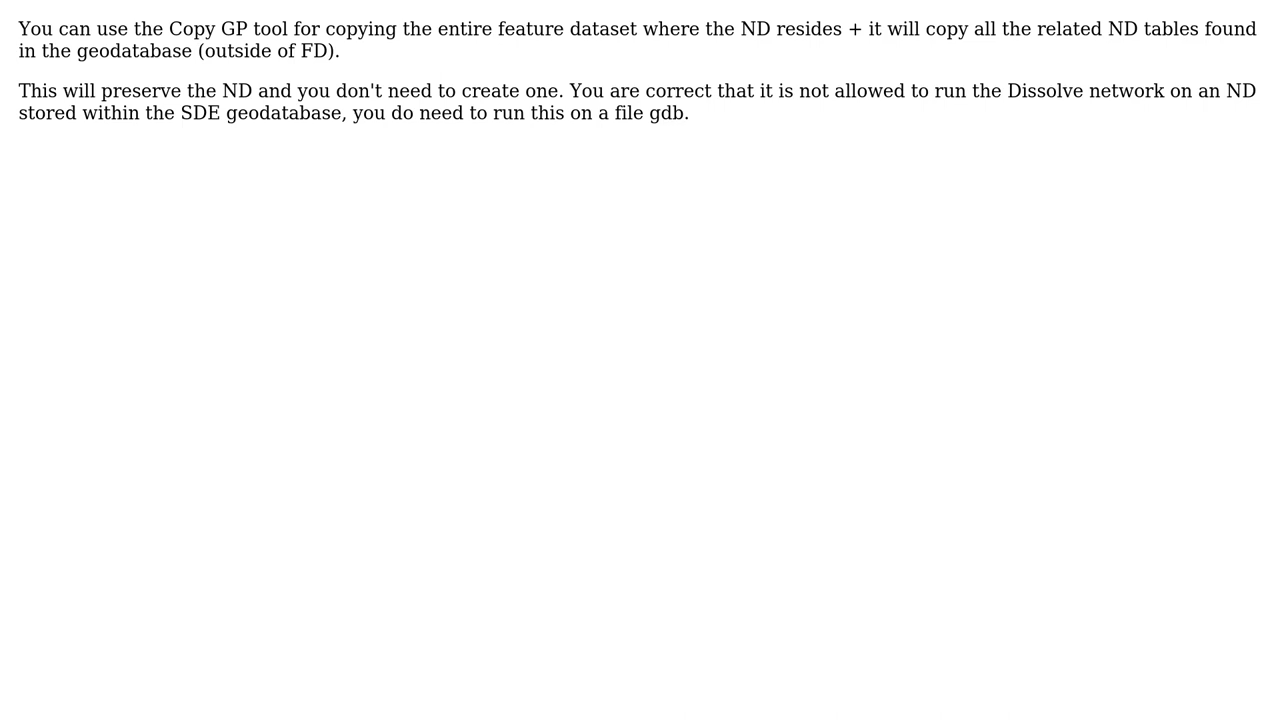 You can use the Copy GP tool for copying the entire feature dataset where the ND resides + it will copy all the related ND tables found
in the geodatabase (outside of FD).
This will preserve the ND and you don't need to create one. You are correct that it is not allowed to run the Dissolve network on an ND
stored within the SDE geodatabase, you do need to run this on a file gdb.